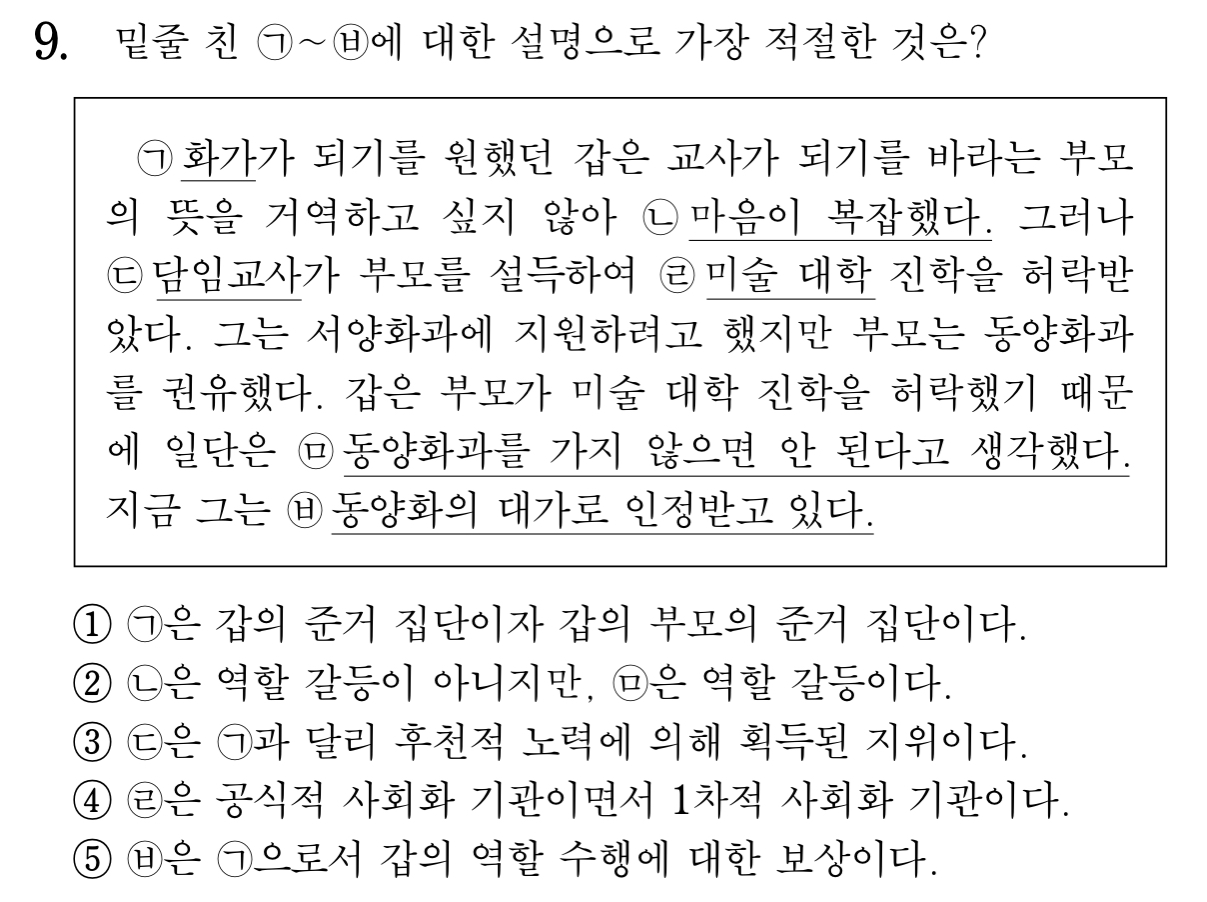 9. 밑줄 친 ㉠~㉥에 대한 설명으로 가장 적절한 것은?
㉠화가가 되기를 원했던 갑은 교사가 되기를 바라는 부모
의 뜻을 거역하고 싶지 않아 ㉡마음이 복잡했다. 그러나
㉢담임교사가 부모를 설득하여 ㉣미술 대학 진학을 허락받
았다. 그는 서양화과에 지원하려고 했지만 부모는 동양화과
를 권유했다. 갑은 부모가 미술 대학 진학을 허락했기 때문
에 일단은 ㉤동양화과를 가지 않으면 안 된다고 생각했다.
지금 그는 ㉥동양화의 대가로 인정받고 있다.
① ㉠은 갑의 준거 집단이자 갑의 부모의 준거 집단이다.
② ㉡은 역할 갈등이 아니지만, ㉤은 역할 갈등이다.
③ ㉢은 ㉠과 달리 후천적 노력에 의해 획득된 지위이다.
④ ㉣은 공식적 사회화 기관이면서 1차적 사회화 기관이다.
⑤ ㉥은 ㉠으로서 갑의 역할 수행에 대한 보상이다.